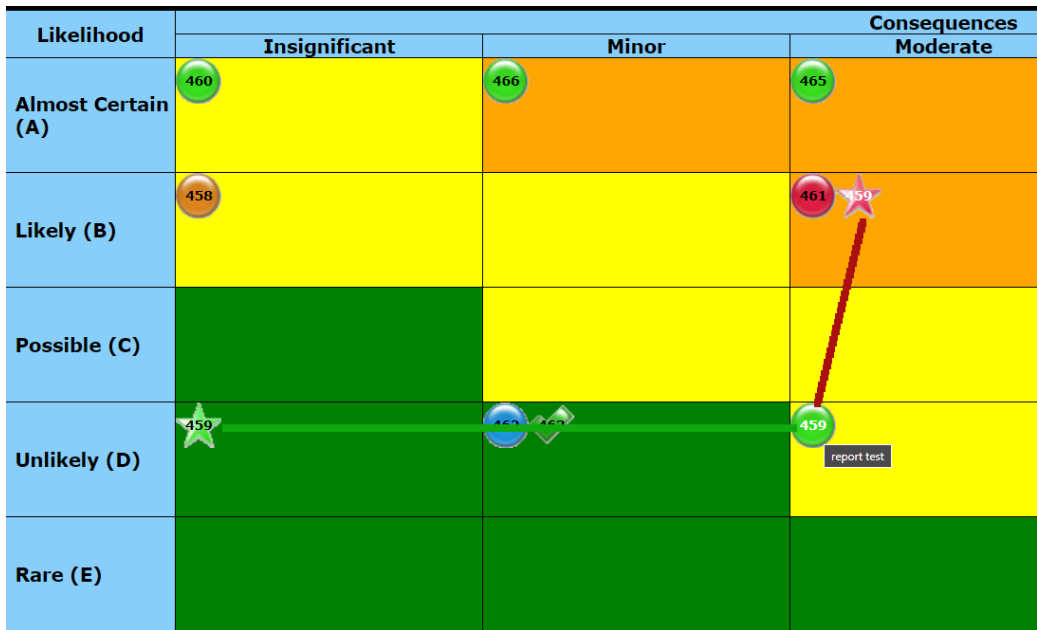 Likelihood
Consequences
Insignificant
Minor
Moderate
Almost Certain
(A)
460
466
465
Likely (B)
458
461
459
Possible (C)
Unlikely (D)
459
459
report test
Rare (E)